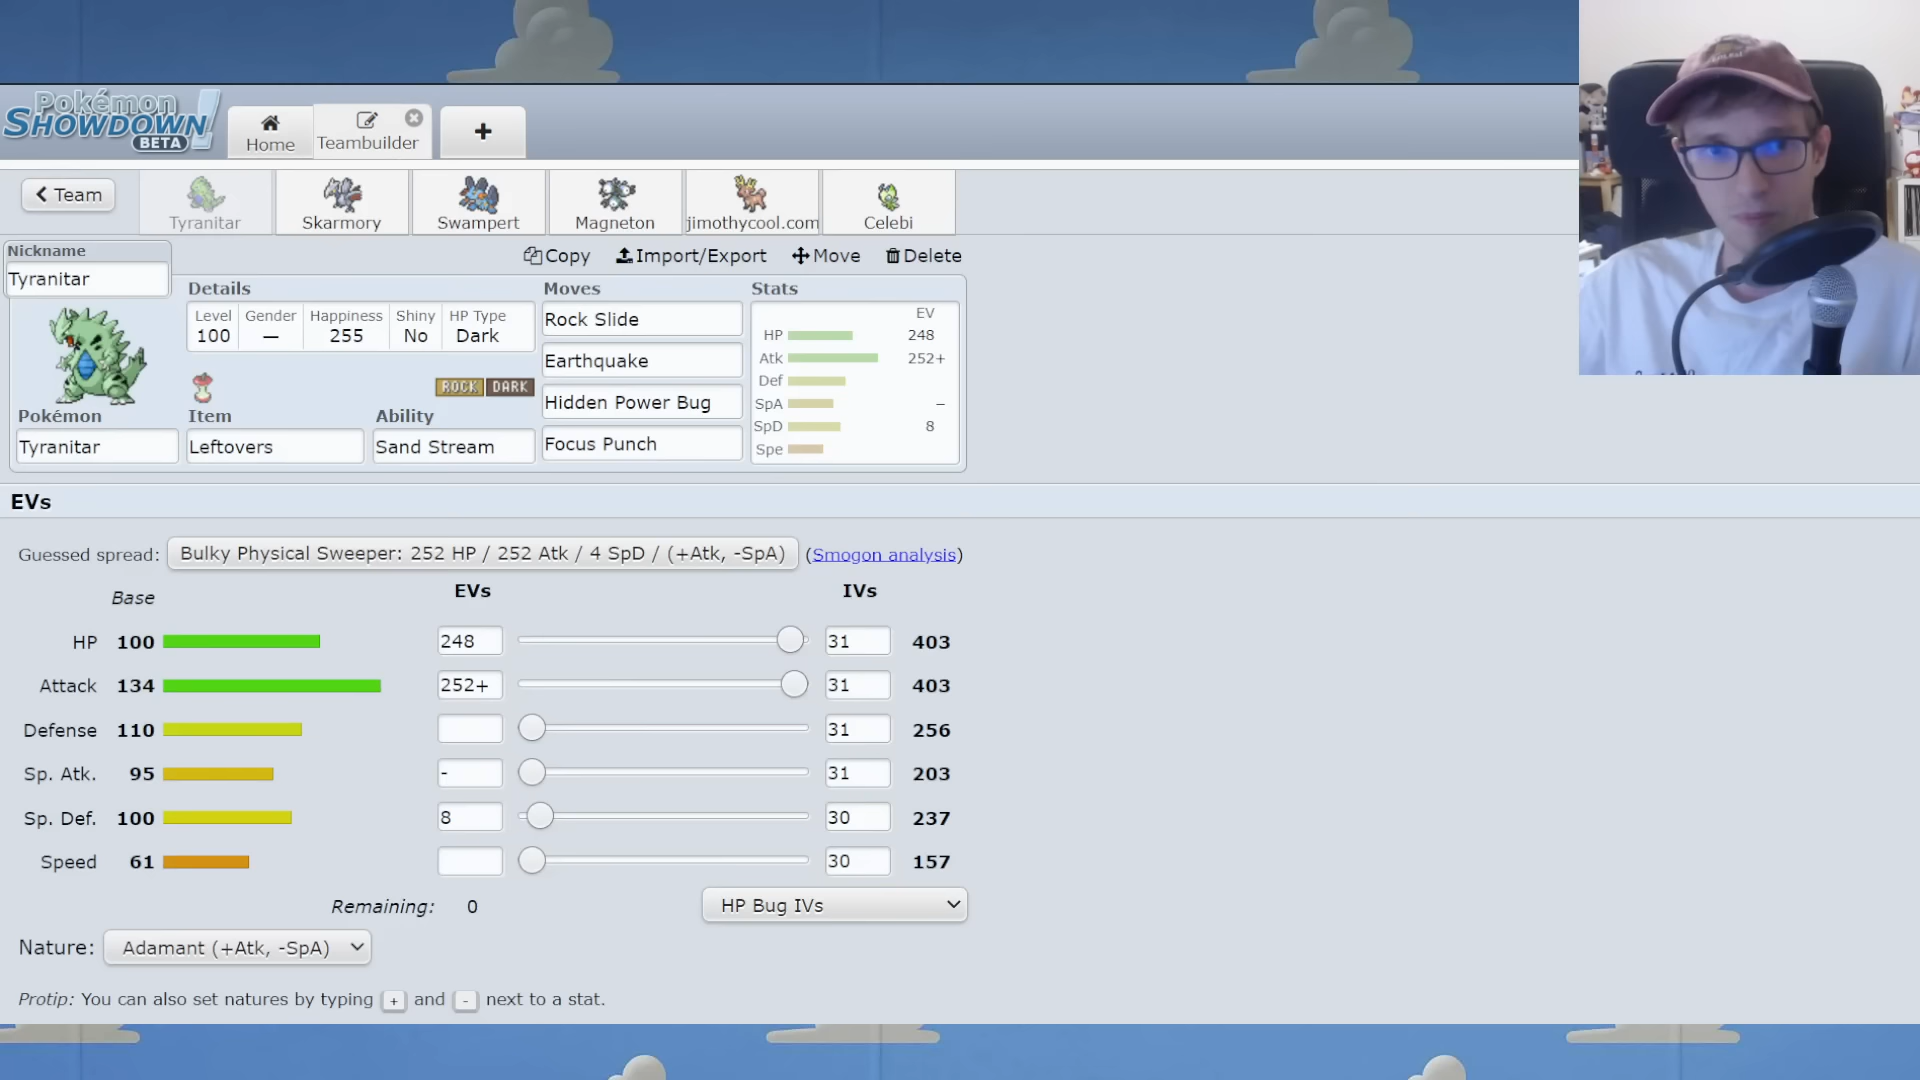 Pokémon
SHOWDOWN!
BETA
Home
Teambuilder
+
Team
Tyranitar
Skarmory
Swampert
Magneton
jimothycool.com
Celebi
Nickname
Tyranitar
Copy
Import/Export
Move
Delete
Details
Level
100
Gender
—
Happiness
255
Shiny
No
HP Type
Dark
ROCK
DARK
Pokémon
Tyranitar
Item
Leftovers
Ability
Sand Stream
Moves
Rock Slide
Earthquake
Hidden Power Bug
Focus Punch
Stats
EV
HP 248
Atk 252+
Def
SpA –
SpD 8
Spe
EVs
Guessed spread: Bulky Physical Sweeper: 252 HP / 252 Atk / 4 SpD / (+Atk, -SpA) (Smogon analysis)
Base EVs IVs
HP 100 248 31 403
Attack 134 252+ 31 403
Defense 110 31 256
Sp. Atk. 95 - 31 203
Sp. Def. 100 8 30 237
Speed 61 30 157
Remaining: 0 HP Bug IVs
Nature: Adamant (+Atk, -SpA)
Protip: You can also set natures by typing + and - next to a stat.